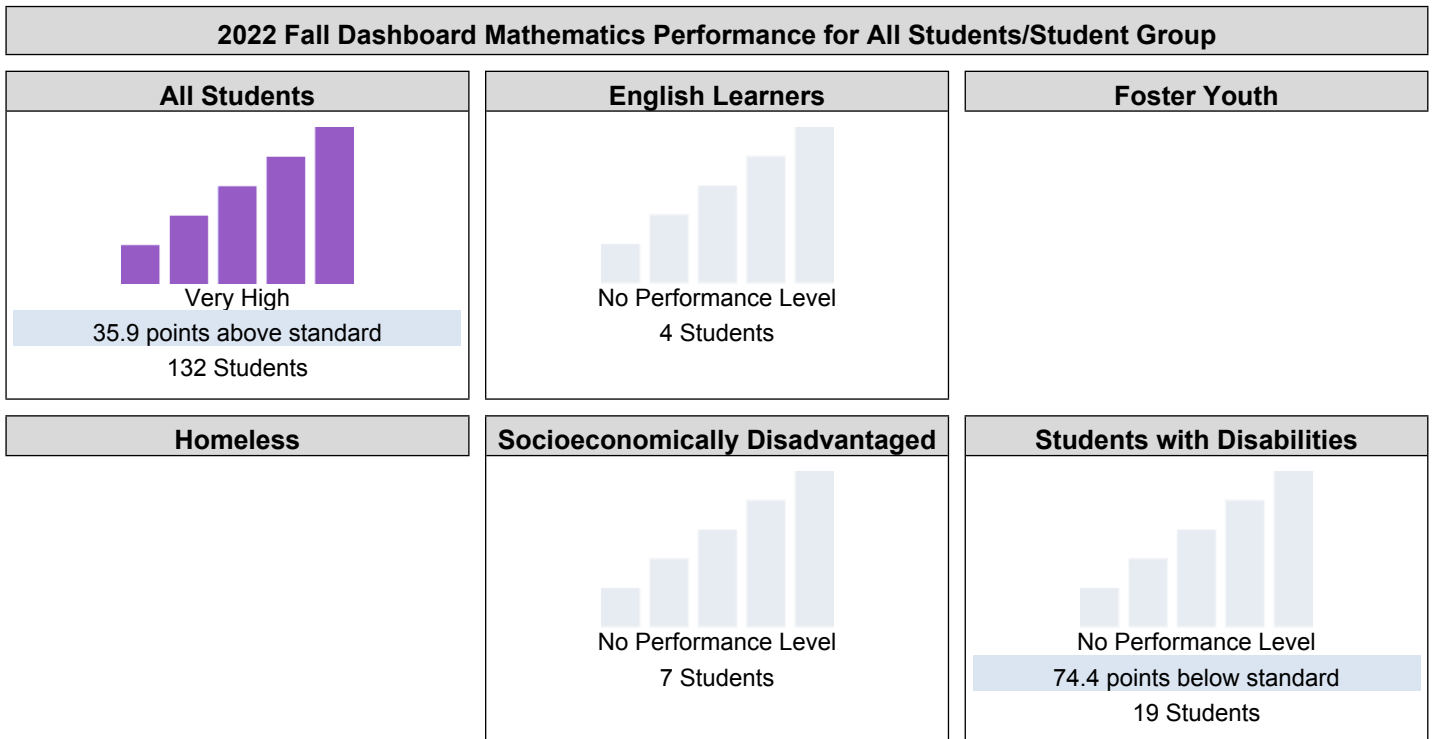 2022 Fall Dashboard Mathematics Performance for All Students/Student Group
All Students
Very High
35.9 points above standard
132 Students
English Learners
No Performance Level
4 Students
Foster Youth
Homeless
Socioeconomically Disadvantaged
No Performance Level
7 Students
Students with Disabilities
No Performance Level
74.4 points below standard
19 Students